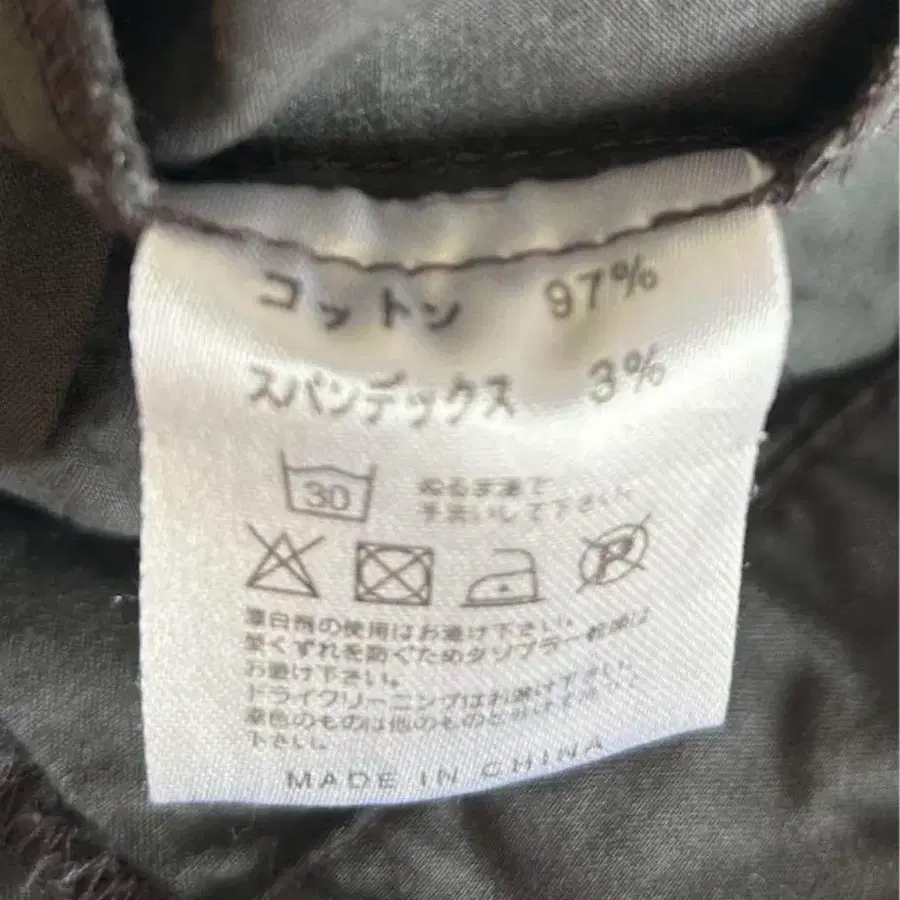 コットン 97%
スパンデックス 3%
30
ぬるま湯で
手洗いして下さい。
P
漂白剤の使用はお避け下さい。
型くずれを防ぐためタンブラー乾燥は
お避け下さい。
ドライクリーニングはお避け下さい。
濃色のものは他のものと分けて
下さい。
MADE IN CHINA